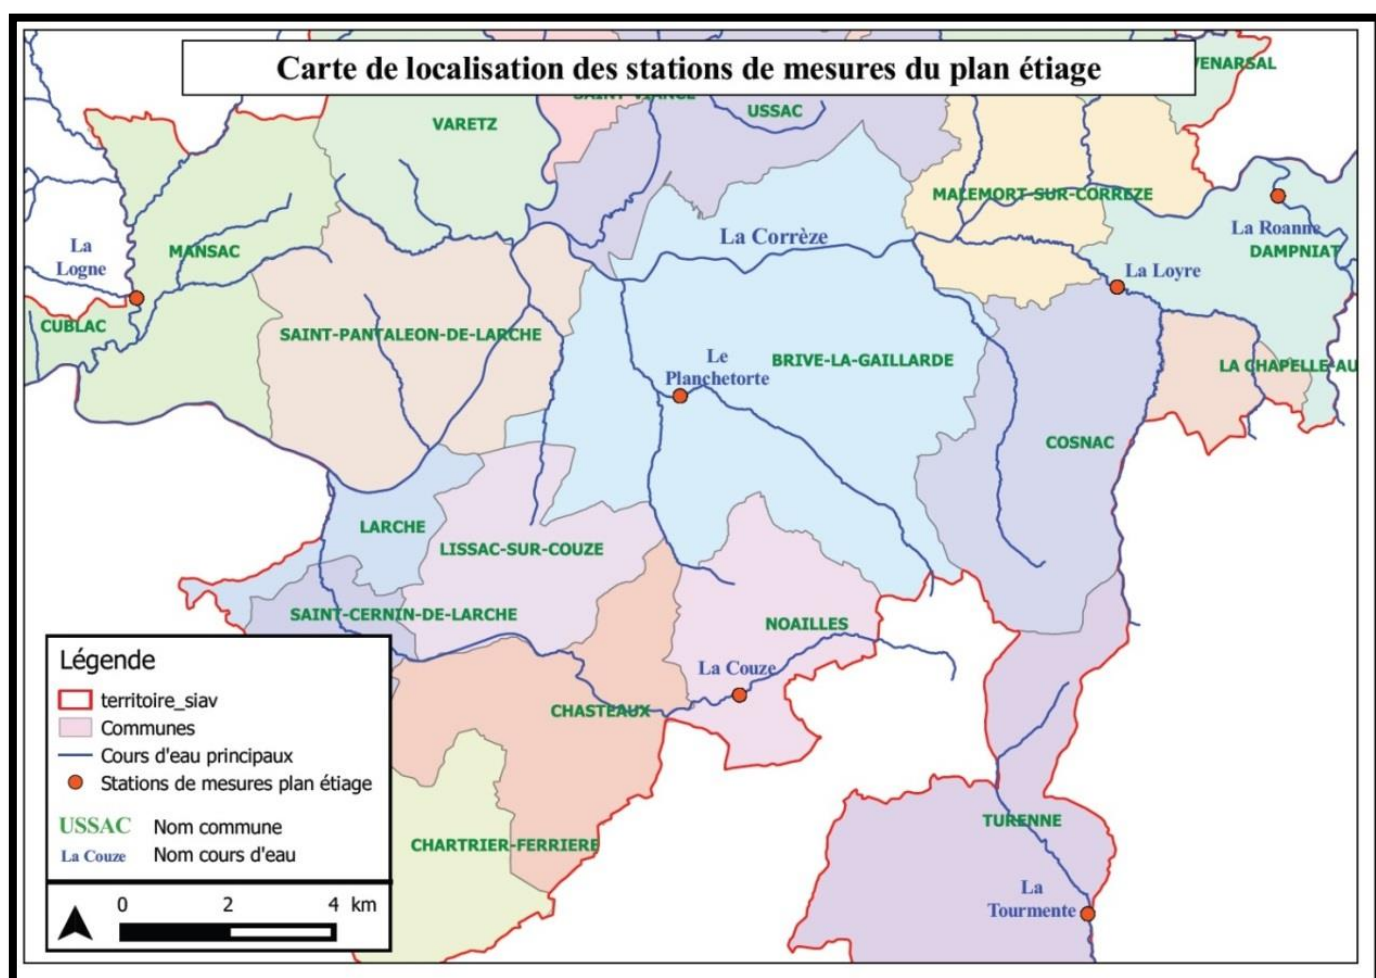 Carte de localisation des stations de mesures du plan étiage
VENARSAL
SAINT-VIANCE
USSAC
VARETZ
MALEMORT-SUR-CORREZE
La Roanne
DAMPNIAT
La Corrèze
La
Logne
MANSAC
La Loyre
CUBLAC
SAINT-PANTALEON-DE-LARCHE
Le
Planchetorte
BRIVE-LA-GAILLARDE
LA CHAPELLE-AU
COSNAC
LARCHE
LISSAC-SUR-COUZE
SAINT-CERNIN-DE-LARCHE
NOAILLES
La Couze
CHASTEAUX
TURENNE
CHARTRIER-FERRIERE
La
Tourmente
Légende
territoire_siav
Communes
Cours d'eau principaux
Stations de mesures plan étiage
USSAC Nom commune
La Couze Nom cours d'eau
0 2 4 km